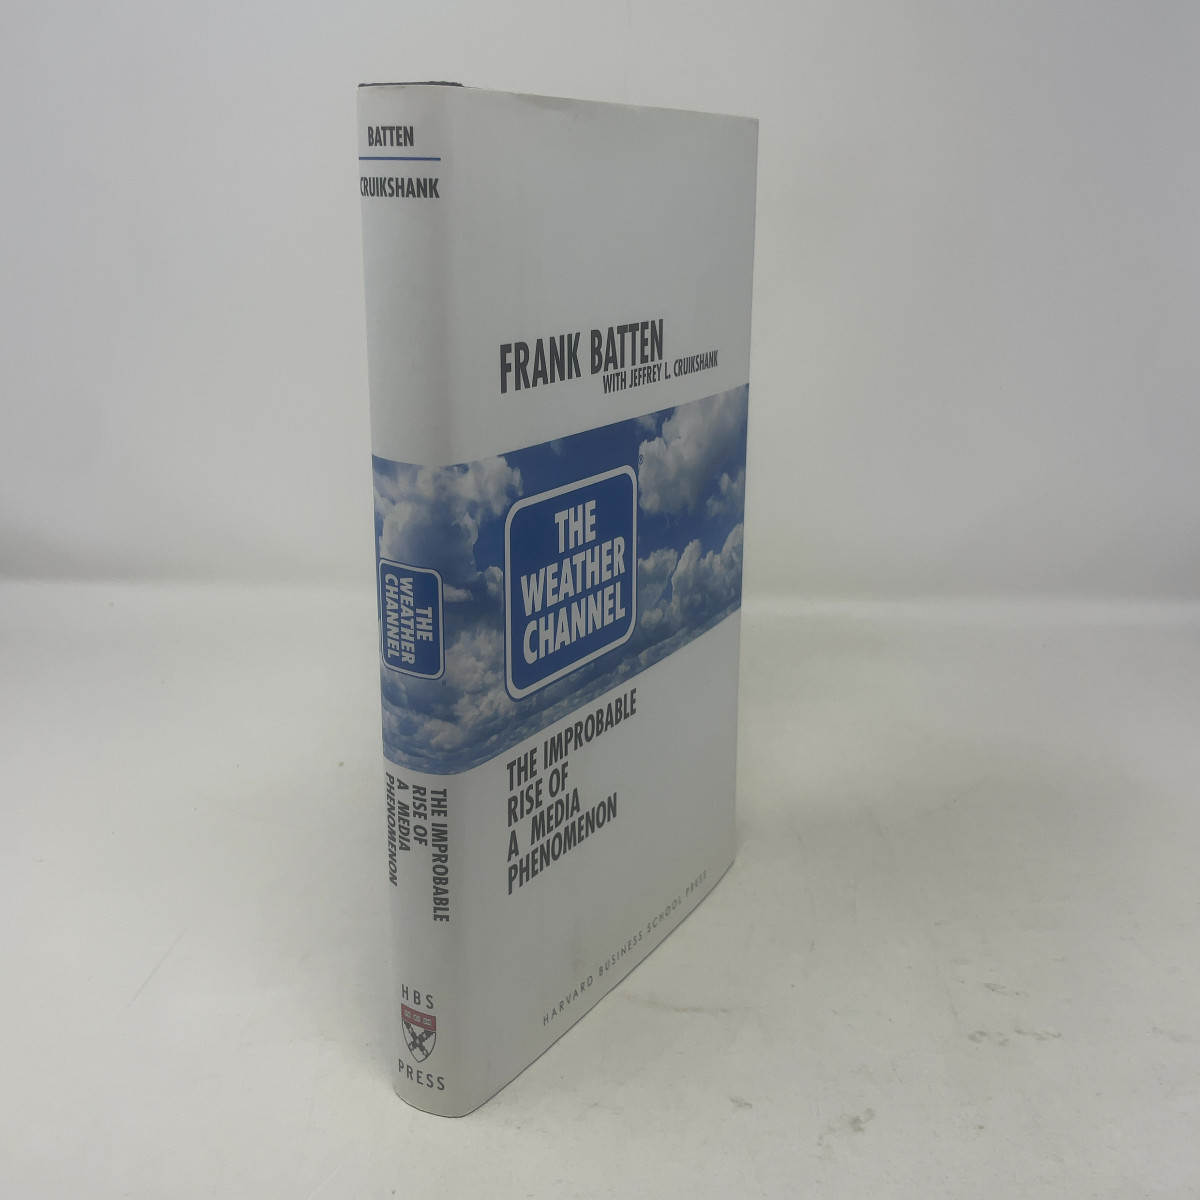 BATTEN
CRUIKSHANK
THE
WEATHER
CHANNEL
THE IMPROBABLE
RISE OF
A MEDIA
PHENOMENON
HBS
PRESS
FRANK BATTEN
WITH JEFFREY L. CRUIKSHANK
THE
WEATHER
CHANNEL
®
THE IMPROBABLE
RISE OF
A MEDIA
PHENOMENON
HARVARD BUSINESS SCHOOL PRESS